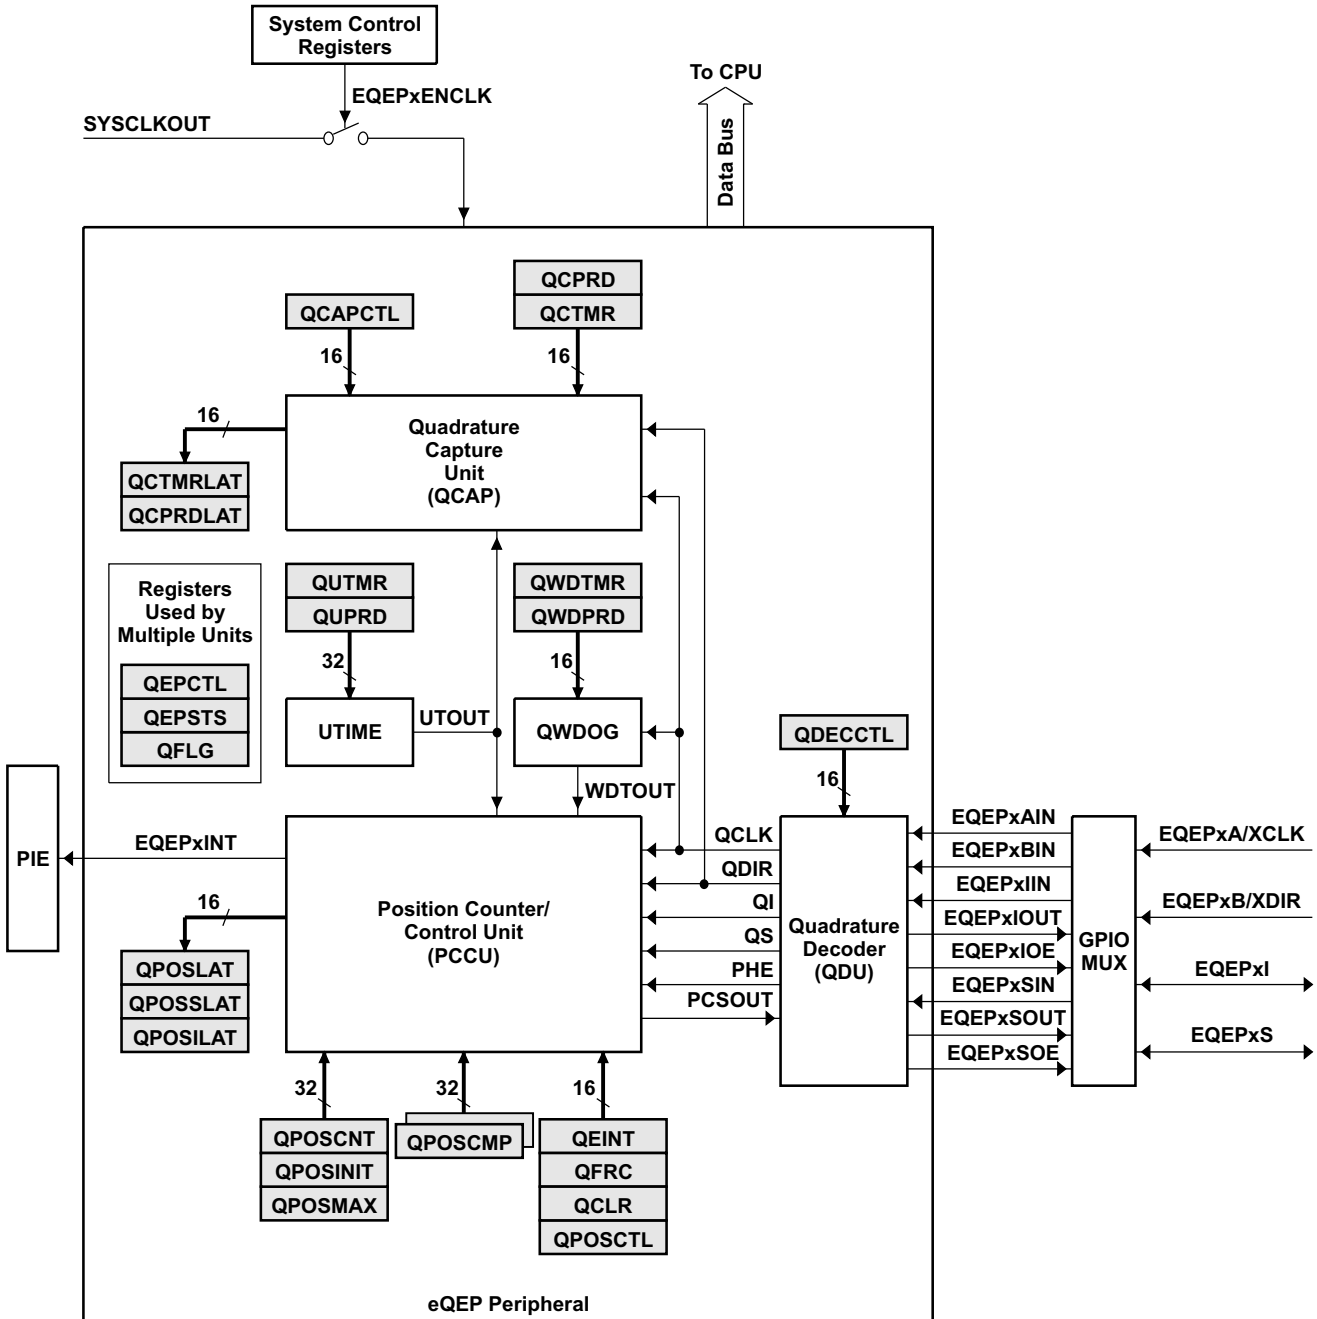 System Control
Registers
To CPU
EQEPxENCLK
SYSCLKOUT
Data Bus
QCPRD
QCAPCTL
QCTMR
16
16
16
Quadrature
Capture
Unit
(QCAP)
QCTMRLAT
QCPRDLAT
Registers
Used by
Multiple Units
QEPCTL
QEPSTS
QFLG
QUTMR
QUPRD
QWDTMR
QWDPRD
32
16
UTIME
UTOUT
QWDOG
QDECCTL
WDTOUT
16
PIE
EQEPxINT
16
Position Counter/
Control Unit
(PCCU)
QCLK
QDIR
QI
QS
PHE
PCSOUT
Quadrature
Decoder
(QDU)
EQEPxAIN
EQEPxBIN
EQEPxIIN
EQEPxIOUT
EQEPxIOE
EQEPxSIN
EQEPxSOUT
EQEPxSOE
GPIO
MUX
EQEPxA/XCLK
EQEPxB/XDIR
EQEPxI
EQEPxS
QPOSLAT
QPOSSLAT
QPOSILAT
32
32
16
QPOSCNT
QPOSINIT
QPOSMAX
QPOSCMP
QEINT
QFRC
QCLR
QPOSCTL
eQEP Peripheral